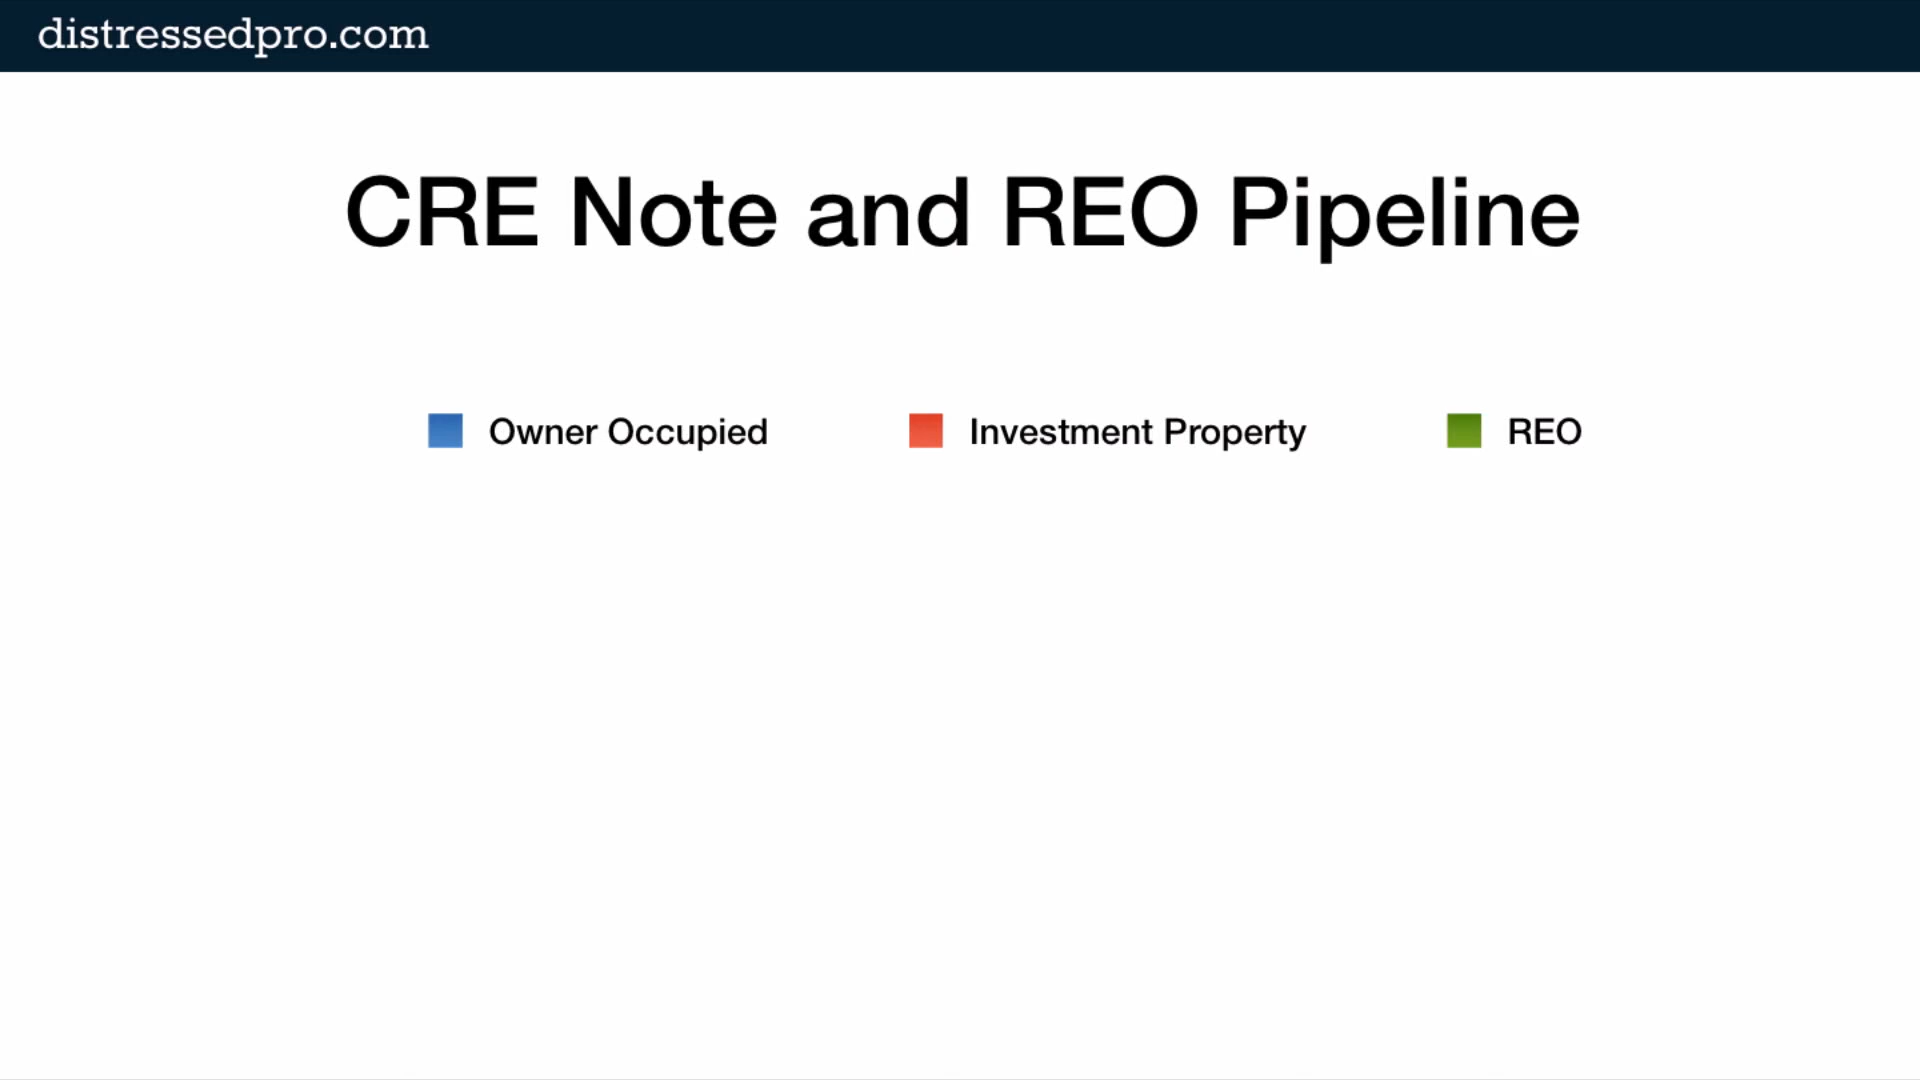 distressedpro.com
CRE Note and REO Pipeline
Owner Occupied Investment Property REO